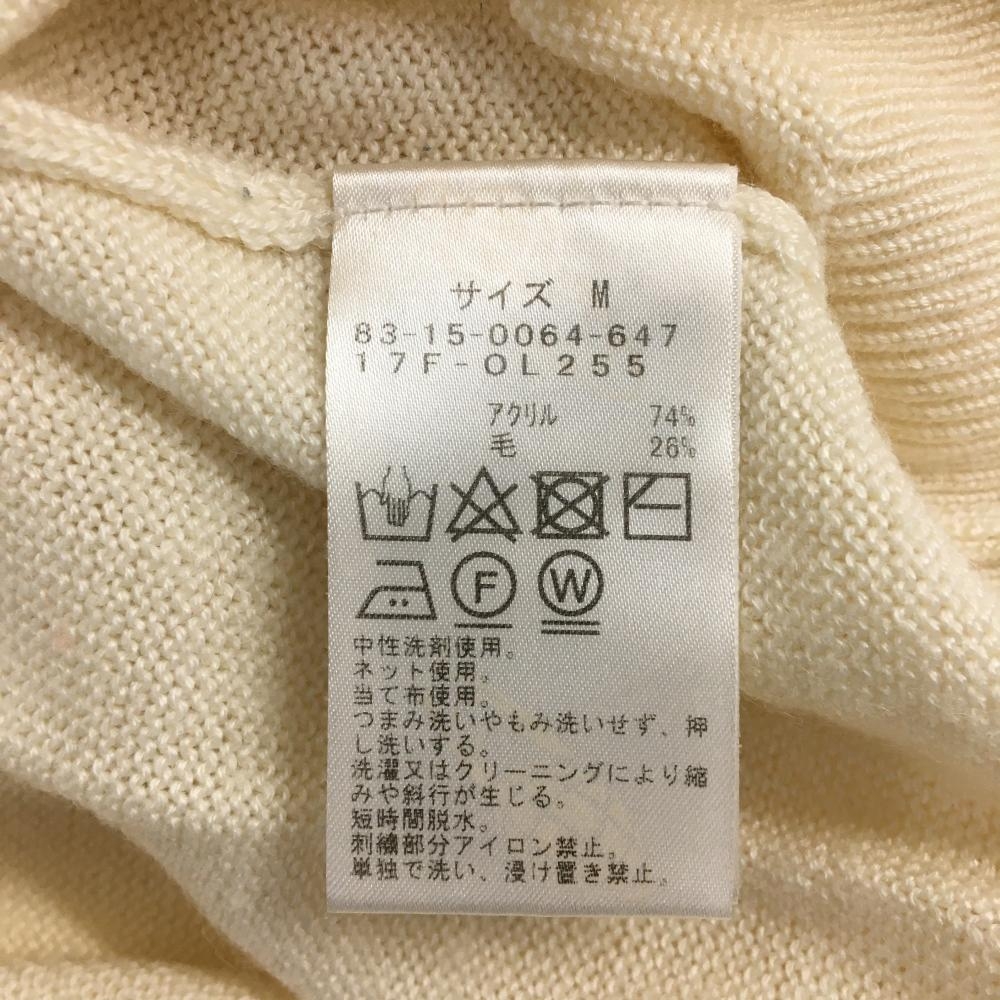 サイズ M
83-15-0064-647
17F-OL255
アクリル 74%
毛 26%
F W
中性洗剤使用。
ネット使用。
当て布使用。
つまみ洗いやもみ洗いせず、押
し洗いする。
洗濯又はクリーニングにより縮
みや斜行が生じる。
短時間脱水。
刺繍部分アイロン禁止。
単独で洗い、浸け置き禁止。